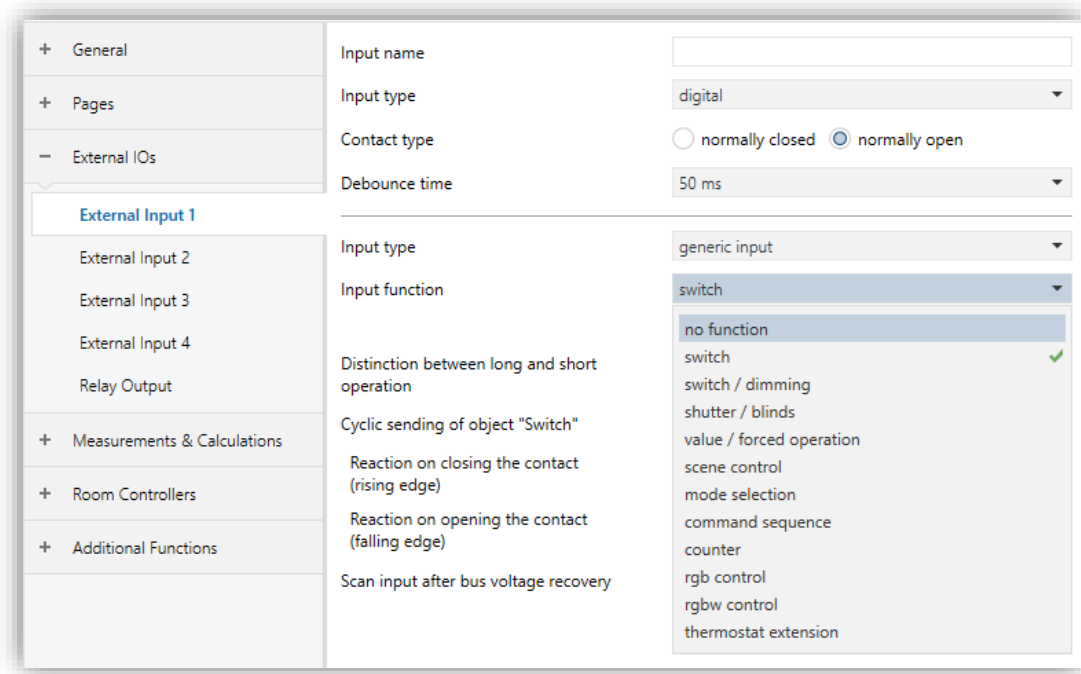 General
Pages
External IOs
External Input 1
External Input 2
External Input 3
External Input 4
Relay Output
Measurements & Calculations
Room Controllers
Additional Functions
Input name
Input type
digital
Contact type
normally closed
normally open
Debounce time
50 ms
Input type
generic input
Input function
switch
no function
switch
switch / dimming
shutter / blinds
value / forced operation
scene control
mode selection
command sequence
counter
rgb control
rgbw control
thermostat extension
Distinction between long and short
operation
Cyclic sending of object "Switch"
Reaction on closing the contact
(rising edge)
Reaction on opening the contact
(falling edge)
Scan input after bus voltage recovery